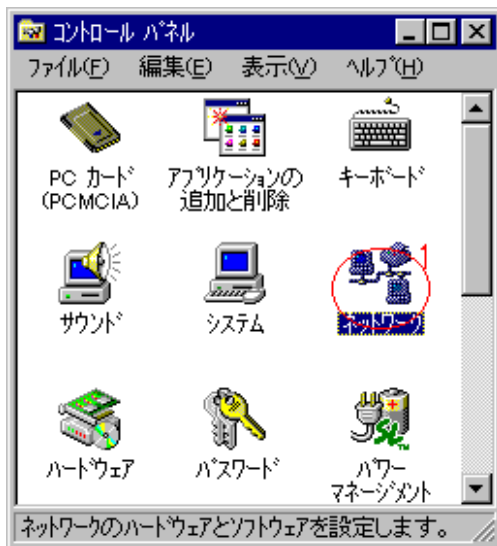 コントロール パネル
ファイル(F) 編集(E) 表示(V) ヘルプ(H)
PC カード
(PCMCIA)
アプリケーションの
追加と削除
キーボード
サウンド
システム
1
ネットワーク
ハードウェア
パスワード
パワー
マネージメント
ネットワークのハードウェアとソフトウェアを設定します。